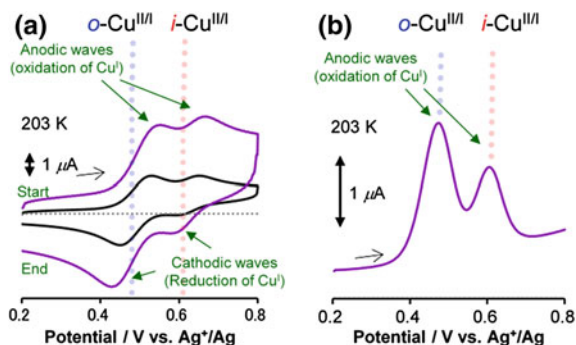 (a)
o-Cuᴵᴵ/ᴵ i-Cuᴵᴵ/ᴵ
Anodic waves
(oxidation of Cuᴵ)
203 K
1 μA
Start
End
Cathodic waves
(Reduction of Cuᴵ)
0.2 0.4 0.6 0.8
Potential / V vs. Ag⁺/Ag
(b)
o-Cuᴵᴵ/ᴵ i-Cuᴵᴵ/ᴵ
Anodic waves
(oxidation of Cuᴵ)
203 K
1 μA
0.2 0.4 0.6 0.8
Potential / V vs. Ag⁺/Ag